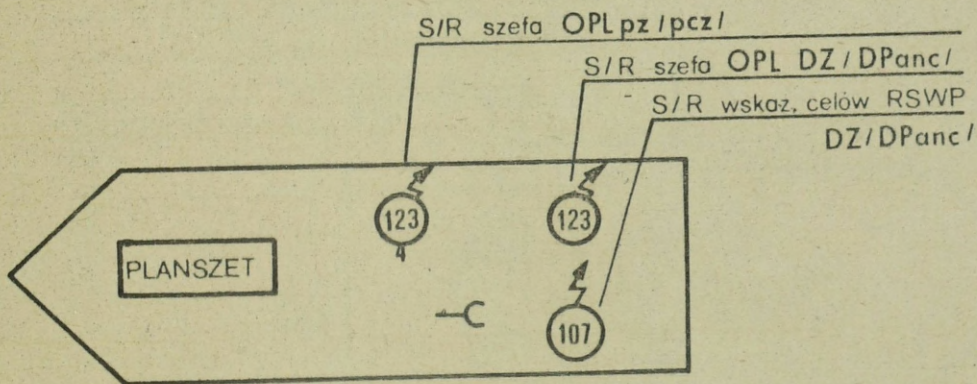 S/R szefa OPL pz /pcz/
S/R szefa OPL DZ / DPanc/
S/R wskaz, celów RSWP
DZ/DPanc/
123
4
123
PLANSZET
107